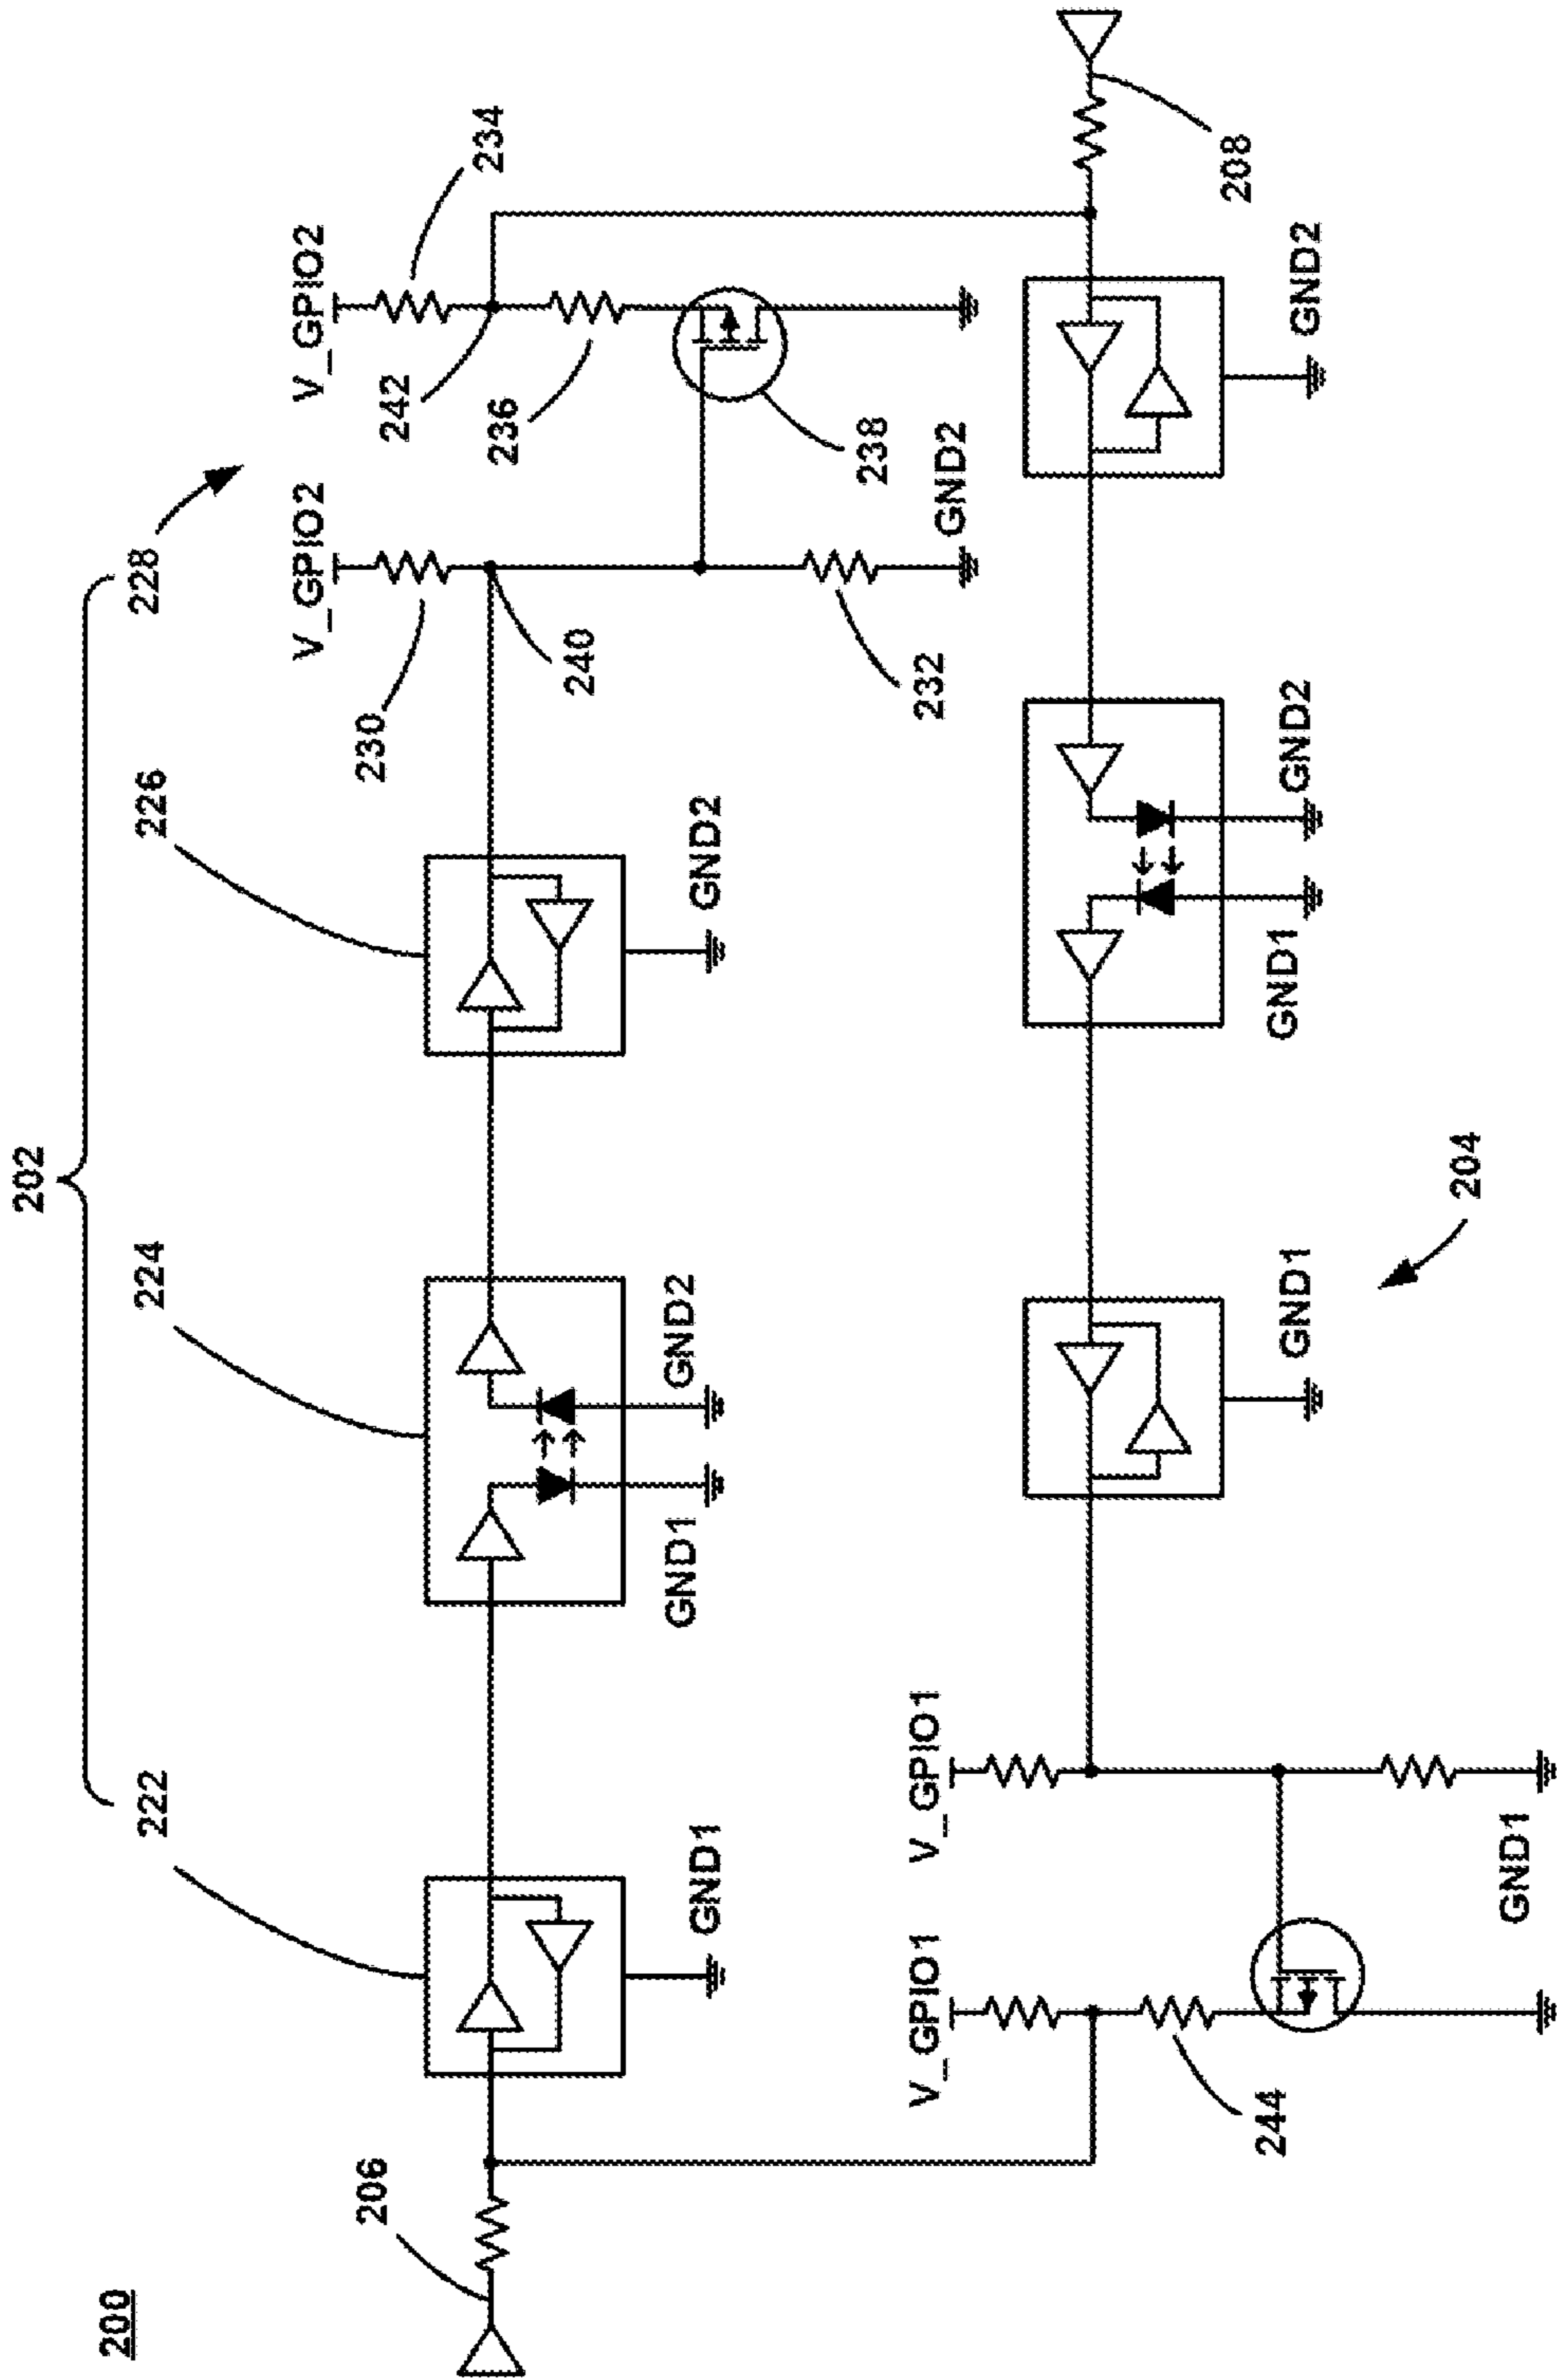 202
200
222
224
226
228
V_GPIO2
V_GPIO2
206
230
242
234
236
240
GND1
GND1
GND2
GND2
238
232
V_GPIO1
V_GPIO1
GND2
208
244
GND1
GND1
GND2
GND2
204
GND1